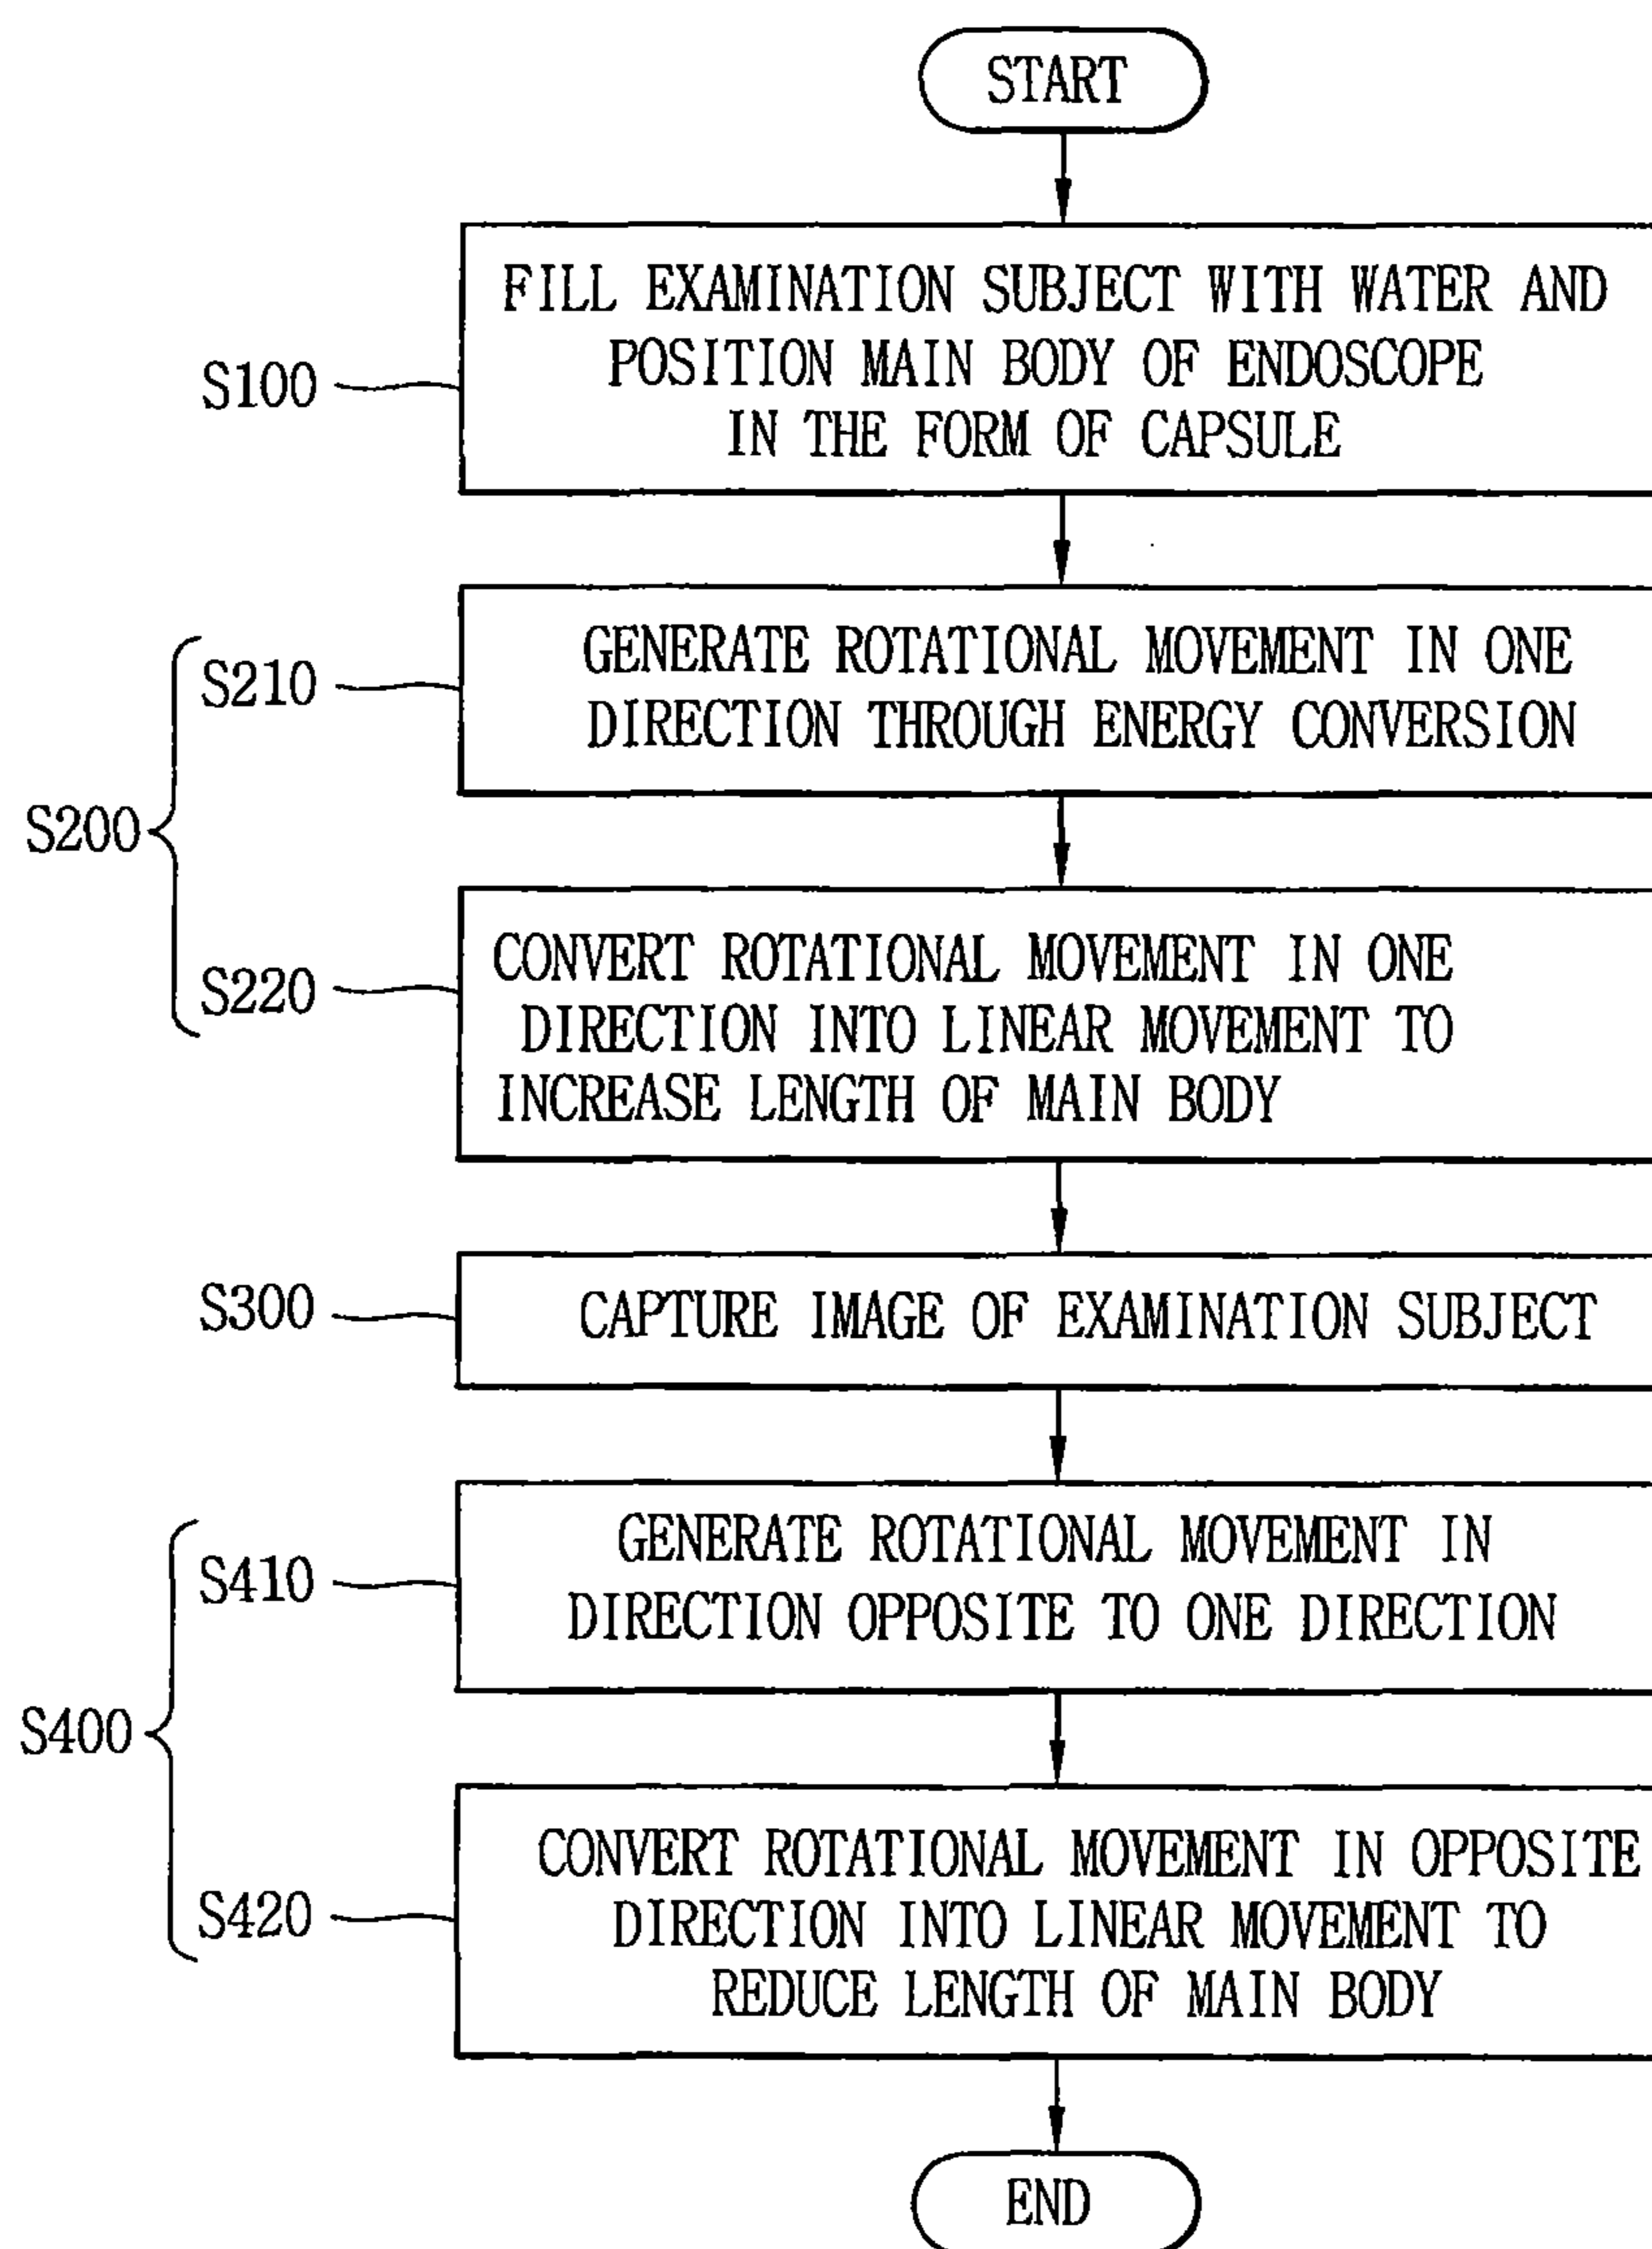 START
FILL EXAMINATION SUBJECT WITH WATER AND
POSITION MAIN BODY OF ENDOSCOPE
IN THE FORM OF CAPSULE
S100
GENERATE ROTATIONAL MOVEMENT IN ONE
DIRECTION THROUGH ENERGY CONVERSION
S210
S200
CONVERT ROTATIONAL MOVEMENT IN ONE
DIRECTION INTO LINEAR MOVEMENT TO
INCREASE LENGTH OF MAIN BODY
S220
S300
CAPTURE IMAGE OF EXAMINATION SUBJECT
GENERATE ROTATIONAL MOVEMENT IN
DIRECTION OPPOSITE TO ONE DIRECTION
S410
S400
CONVERT ROTATIONAL MOVEMENT IN OPPOSITE
DIRECTION INTO LINEAR MOVEMENT TO
REDUCE LENGTH OF MAIN BODY
S420
END